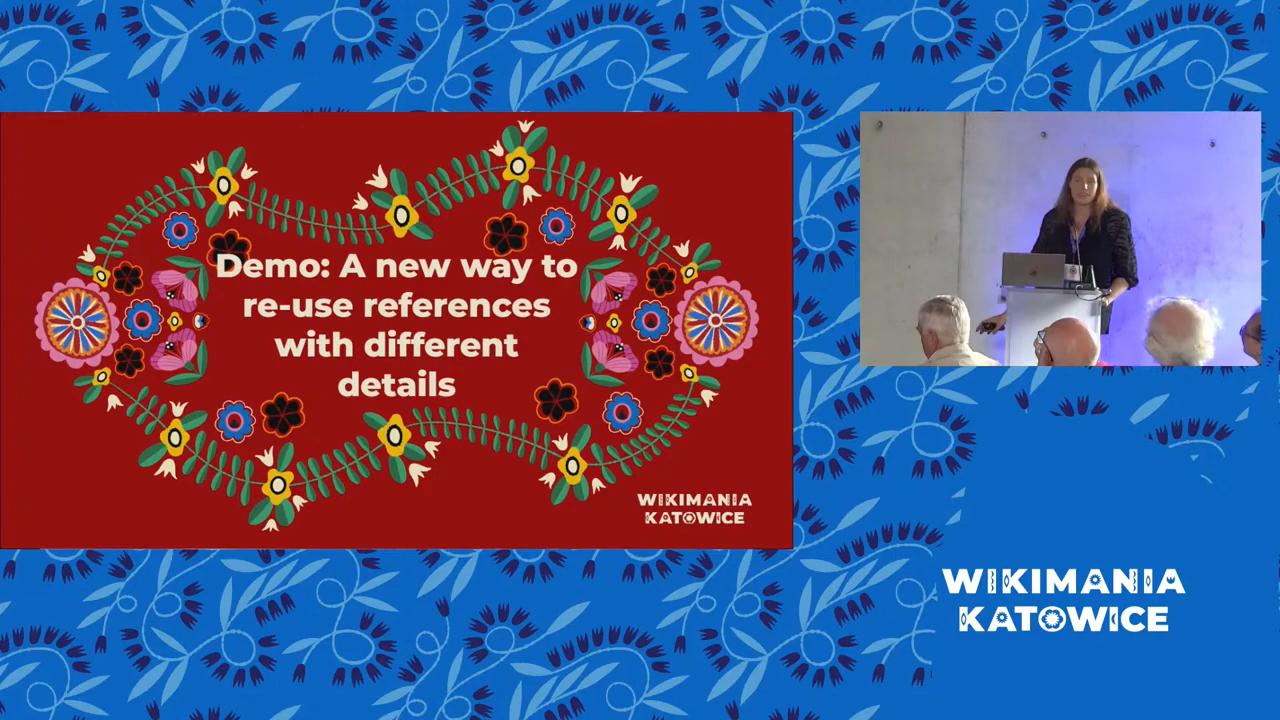 Demo: A new way to
re-use references
with different
details
WIKIMANIA
KATOWICE
WIKIMANIA
KATOWICE